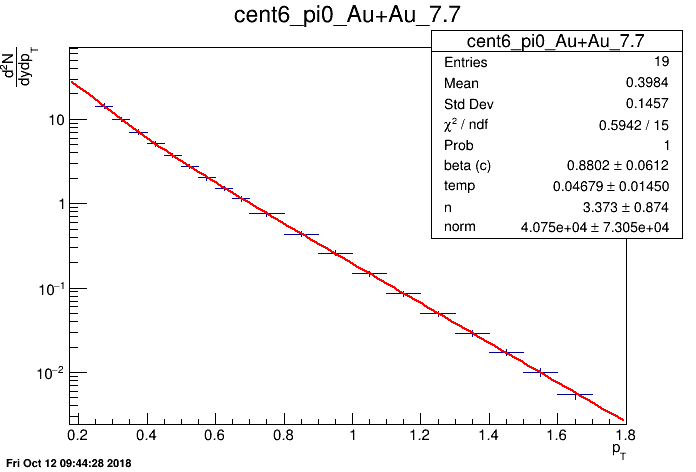 cent6_pi0_Au+Au_7.7
d²N
dydp_T
cent6_pi0_Au+Au_7.7
Entries 19
Mean 0.3984
Std Dev 0.1457
χ² / ndf 0.5942 / 15
Prob 1
beta (c) 0.8802 ± 0.0612
temp 0.04679 ± 0.01450
n 3.373 ± 0.874
norm 4.075e+04 ± 7.305e+04
10
1
10⁻¹
10⁻²
0.2 0.4 0.6 0.8 1 1.2 1.4 1.6 1.8
p_T
Fri Oct 12 09:44:28 2018